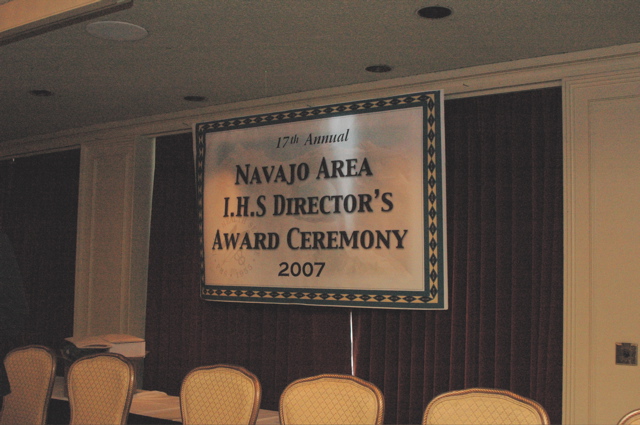 17th Annual
NAVAJO AREA
I.H.S DIRECTOR'S
AWARD CEREMONY
2007